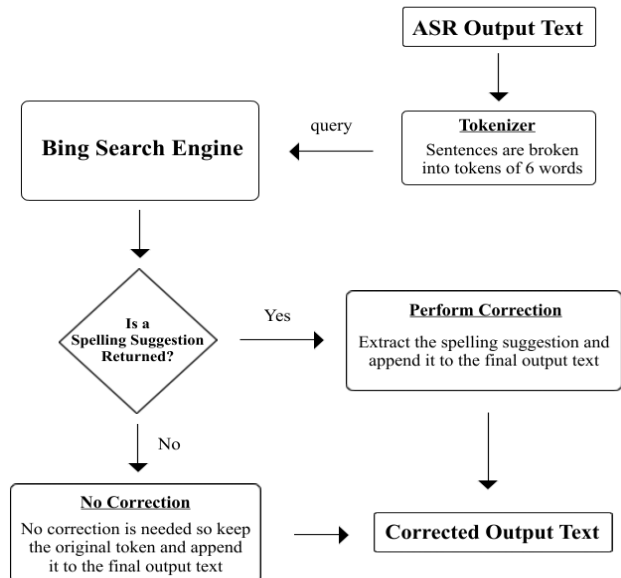 ASR Output Text
Tokenizer
Sentences are broken
into tokens of 6 words
query
Bing Search Engine
Is a
Spelling Suggestion
Returned?
Yes
Perform Correction
Extract the spelling suggestion and
append it to the final output text
No
No Correction
No correction is needed so keep
the original token and append
it to the final output text
Corrected Output Text